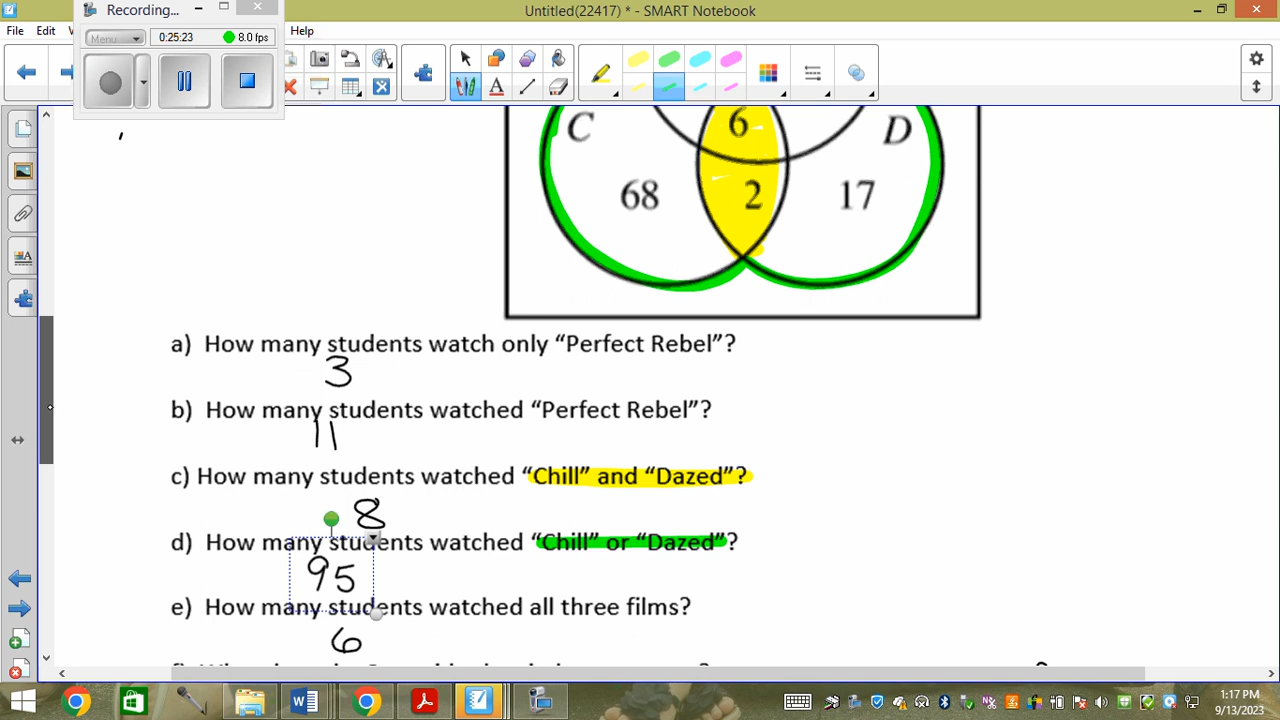 Untitled(22417) * - SMART Notebook
Recording...
File Edit Help
Menu 0:25:23 8.0 fps
C 6 D
68 2 17
a) How many students watch only “Perfect Rebel”?
3
b) How many students watched “Perfect Rebel”?
11
c) How many students watched “Chill” and “Dazed”?
8
d) How many students watched “Chill” or “Dazed”?
95
e) How many students watched all three films?
6
1:17 PM
9/13/2023